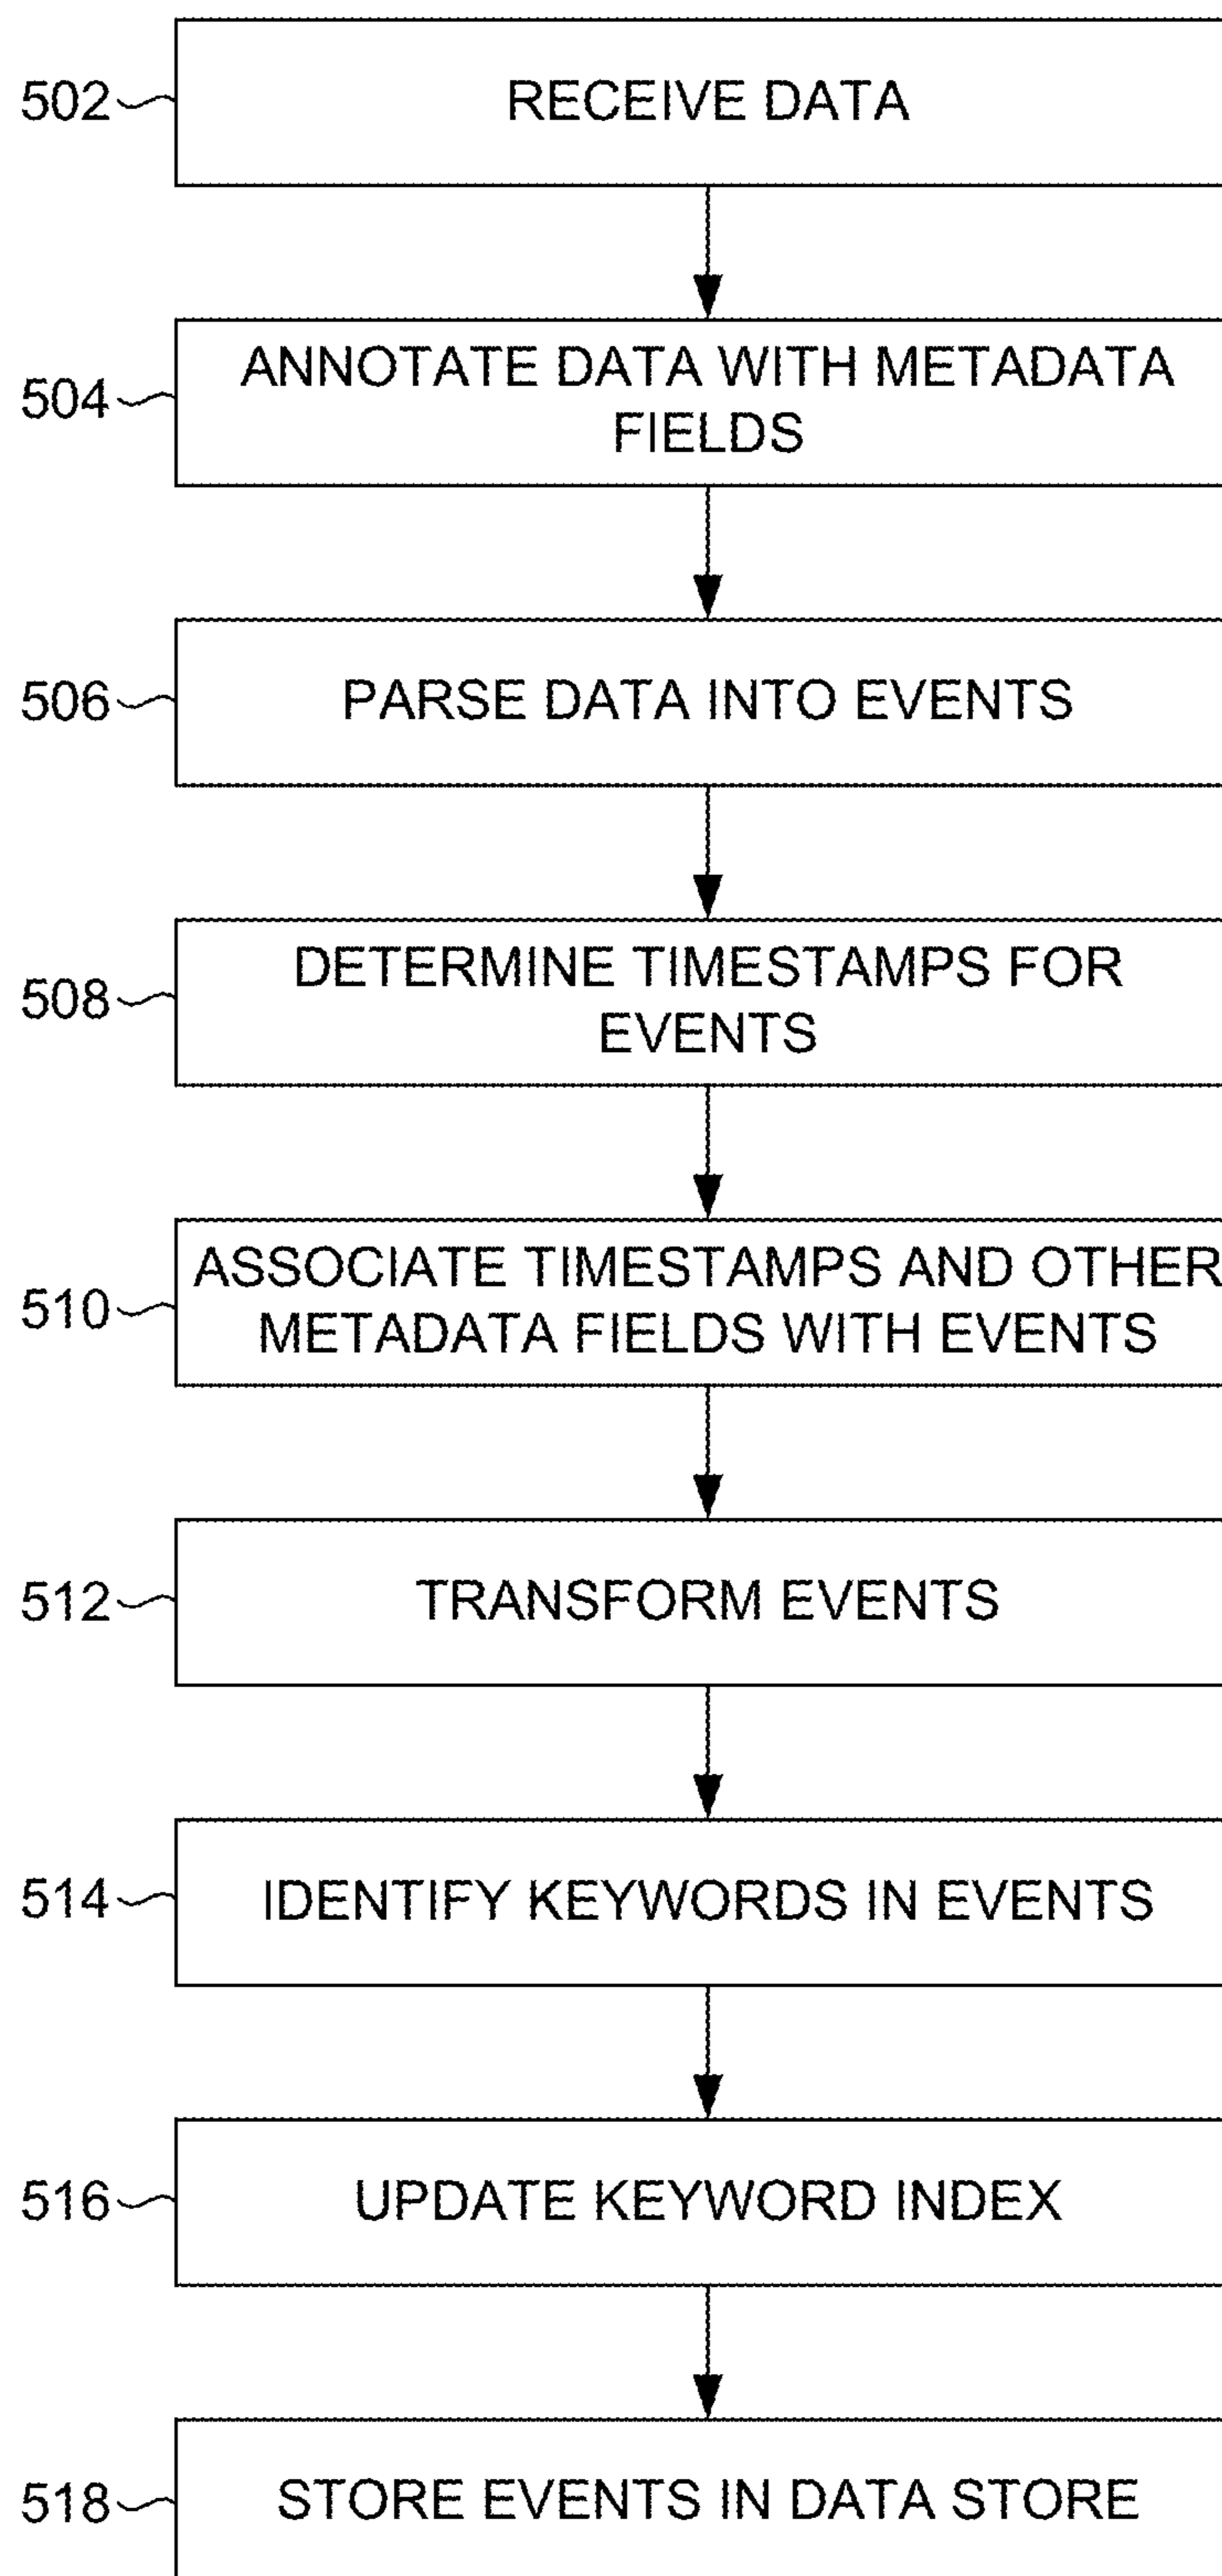 502
RECEIVE DATA
504
ANNOTATE DATA WITH METADATA
FIELDS
506
PARSE DATA INTO EVENTS
508
DETERMINE TIMESTAMPS FOR
EVENTS
510
ASSOCIATE TIMESTAMPS AND OTHER
METADATA FIELDS WITH EVENTS
512
TRANSFORM EVENTS
514
IDENTIFY KEYWORDS IN EVENTS
516
UPDATE KEYWORD INDEX
518
STORE EVENTS IN DATA STORE